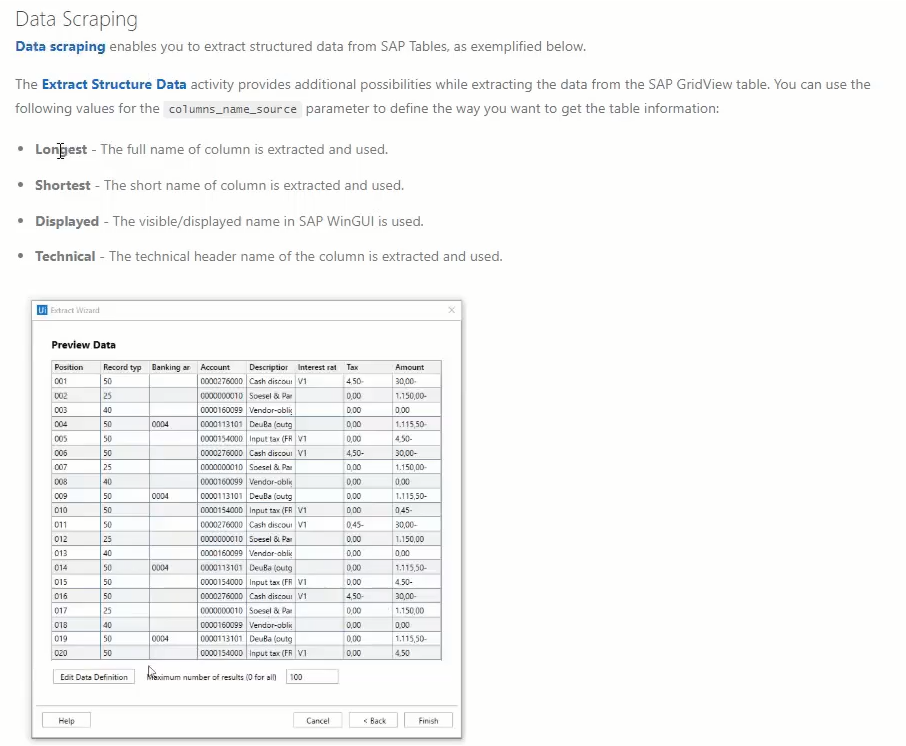 Data Scraping
Data scraping enables you to extract structured data from SAP Tables, as exemplified below.
The Extract Structure Data activity provides additional possibilities while extracting the data from the SAP GridView table. You can use the
following values for the columns_name_source parameter to define the way you want to get the table information:
• Longest - The full name of column is extracted and used.
• Shortest - The short name of column is extracted and used.
• Displayed - The visible/displayed name in SAP WinGUI is used.
• Technical - The technical header name of the column is extracted and used.
Ui Extract Wizard
Preview Data
Position Record typ Banking ar Account Description Interest rat Tax Amount
001 50 0000276000 Cash discou V1 4,50- 30,00-
002 25 0000000010 Soesel & Par 0,00 1.150,00-
003 40 0000160099 Vendor-oblig 0,00 0,00
004 50 0004 0000113101 DeuBa (outg 0,00 1.115,50-
005 50 0000154000 Input tax (FR V1 0,00 4,50-
006 50 0000276000 Cash discou V1 4,50- 30,00-
007 25 0000000010 Soesel & Par 0,00 1.150,00-
008 40 0000160099 Vendor-oblig 0,00 0,00
009 50 0004 0000113101 DeuBa (outg 0,00 1.115,50-
010 50 0000154000 Input tax (FR V1 0,00 0,45-
011 50 0000276000 Cash discou V1 0,45- 30,00-
012 25 0000000010 Soesel & Par 0,00 1.150,00
013 40 0000160099 Vendor-oblig 0,00 0,00
014 50 0004 0000113101 DeuBa (outg 0,00 1.115,50-
015 50 0000154000 Input tax (FR V1 0,00 4,50-
016 50 0000276000 Cash discou V1 4,50- 30,00-
017 25 0000000010 Soesel & Par 0,00 1.150,00
018 40 0000160099 Vendor-oblig 0,00 0,00
019 50 0004 0000113101 DeuBa (outg 0,00 1.115,50-
020 50 0000154000 Input tax (FR V1 0,00 4,50
Edit Data Definition Maximum number of results (0 for all) 100
Help Cancel < Back Finish